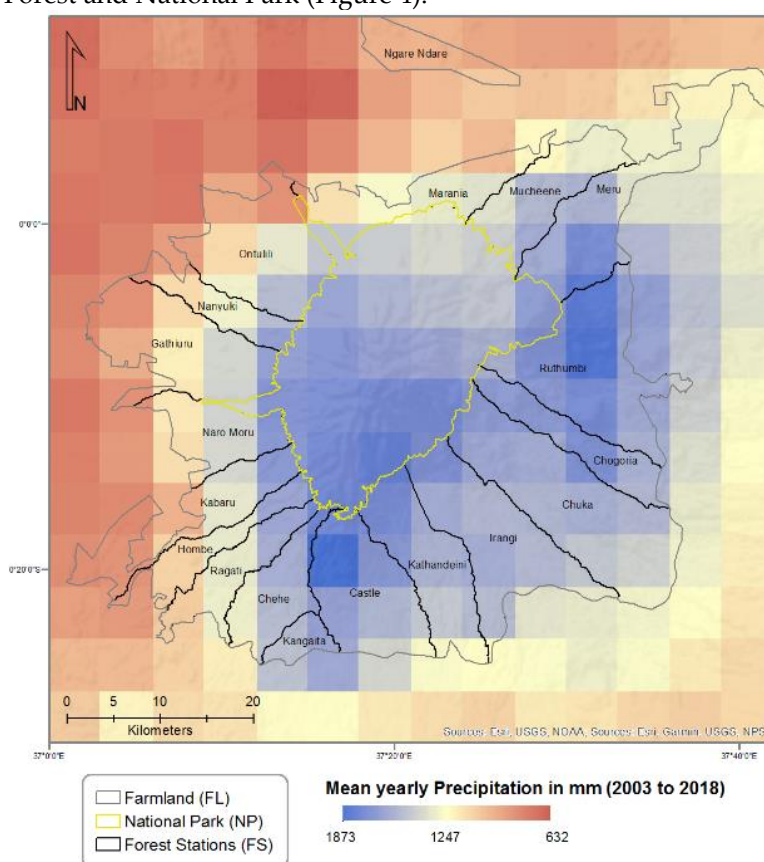 Forest and National Park (Figure 1).
Ngare Ndare
N
Marania
Mucheene
Meru
0°0'0"
Ontulili
Nanyuki
Gathiuru
Ruthumbi
Naro Moru
Chogoria
Kabaru
Chuka
Irangi
Hombe
0°20'0"S
Ragati
Kathandeini
Castle
Chehe
Kangaita
0 5 10 20
Kilometers
Sources: Esri, USGS, NOAA, Sources: Esri, Garmin, USGS, NPS
37°0'0"E 37°20'0"E 37°40'0"E
Farmland (FL)
National Park (NP)
Forest Stations (FS)
Mean yearly Precipitation in mm (2003 to 2018)
1873 1247 632